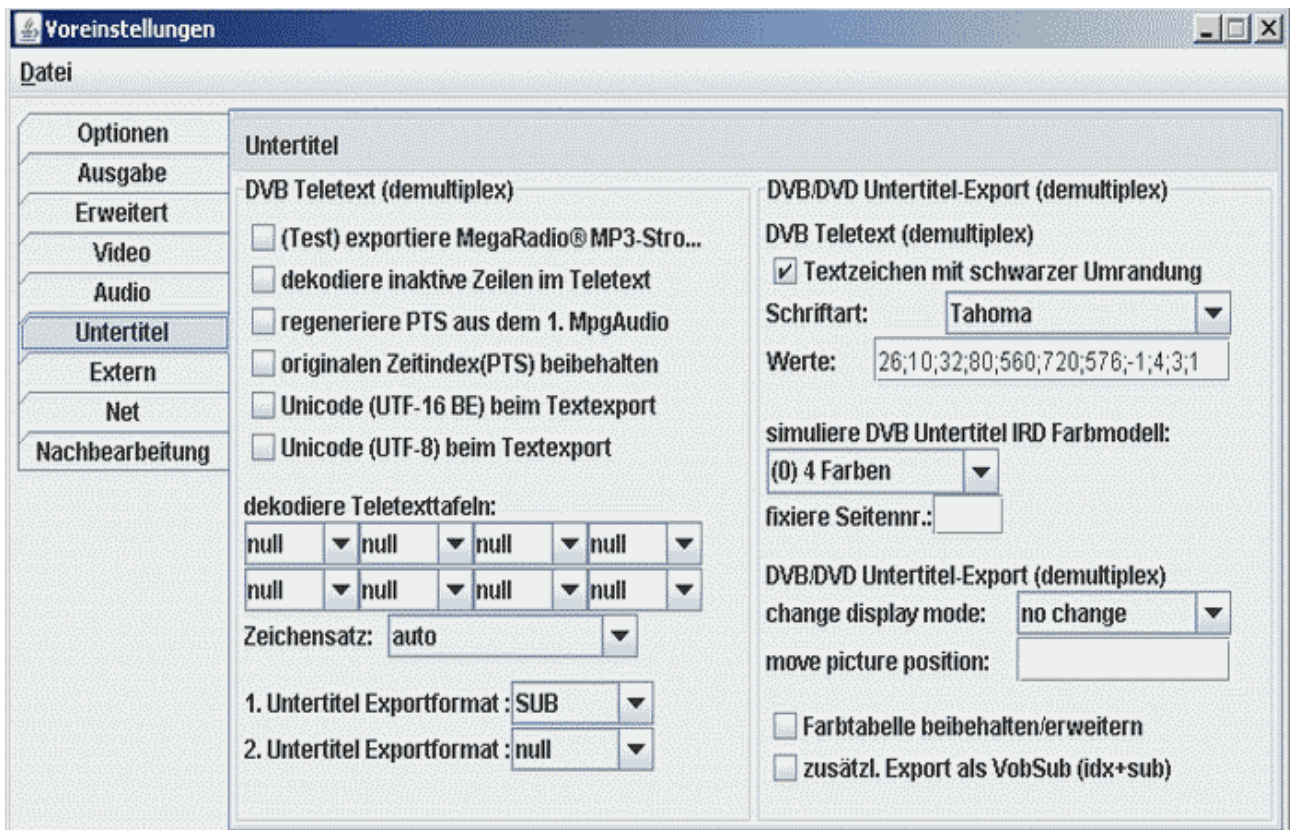 Voreinstellungen
Datei
Optionen
Ausgabe
Erweitert
Video
Audio
Untertitel
Extern
Net
Nachbearbeitung
Untertitel
DVB Teletext (demultiplex)
(Test) exportiere MegaRadio® MP3-Stro...
dekodiere inaktive Zeilen im Teletext
regeneriere PTS aus dem 1. MpgAudio
originalen Zeitindex(PTS) beibehalten
Unicode (UTF-16 BE) beim Textexport
Unicode (UTF-8) beim Textexport
dekodiere Teletexttafeln:
null null null null
null null null null
Zeichensatz: auto
1. Untertitel Exportformat : SUB
2. Untertitel Exportformat : null
DVB/DVD Untertitel-Export (demultiplex)
DVB Teletext (demultiplex)
Textzeichen mit schwarzer Umrandung
Schriftart: Tahoma
Werte: 26;10;32;80;560;720;576;-1;4;3;1
simuliere DVB Untertitel IRD Farbmodell:
(0) 4 Farben
fixiere Seitennr.:
DVB/DVD Untertitel-Export (demultiplex)
change display mode: no change
move picture position:
Farbtabelle beibehalten/erweitern
zusätzl. Export als VobSub (idx+sub)